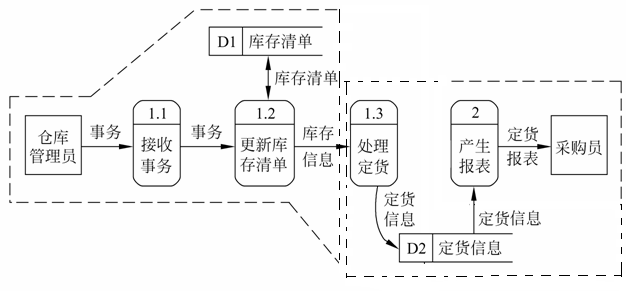 D1 库存清单
库存清单
1.1
1.2
1.3
2
仓库
管理员
事务
接收
事务
事务
更新库
存清单
库存
信息
处理
定货
产生
报表
定货
报表
采购员
定货
信息
定货信息
D2 定货信息